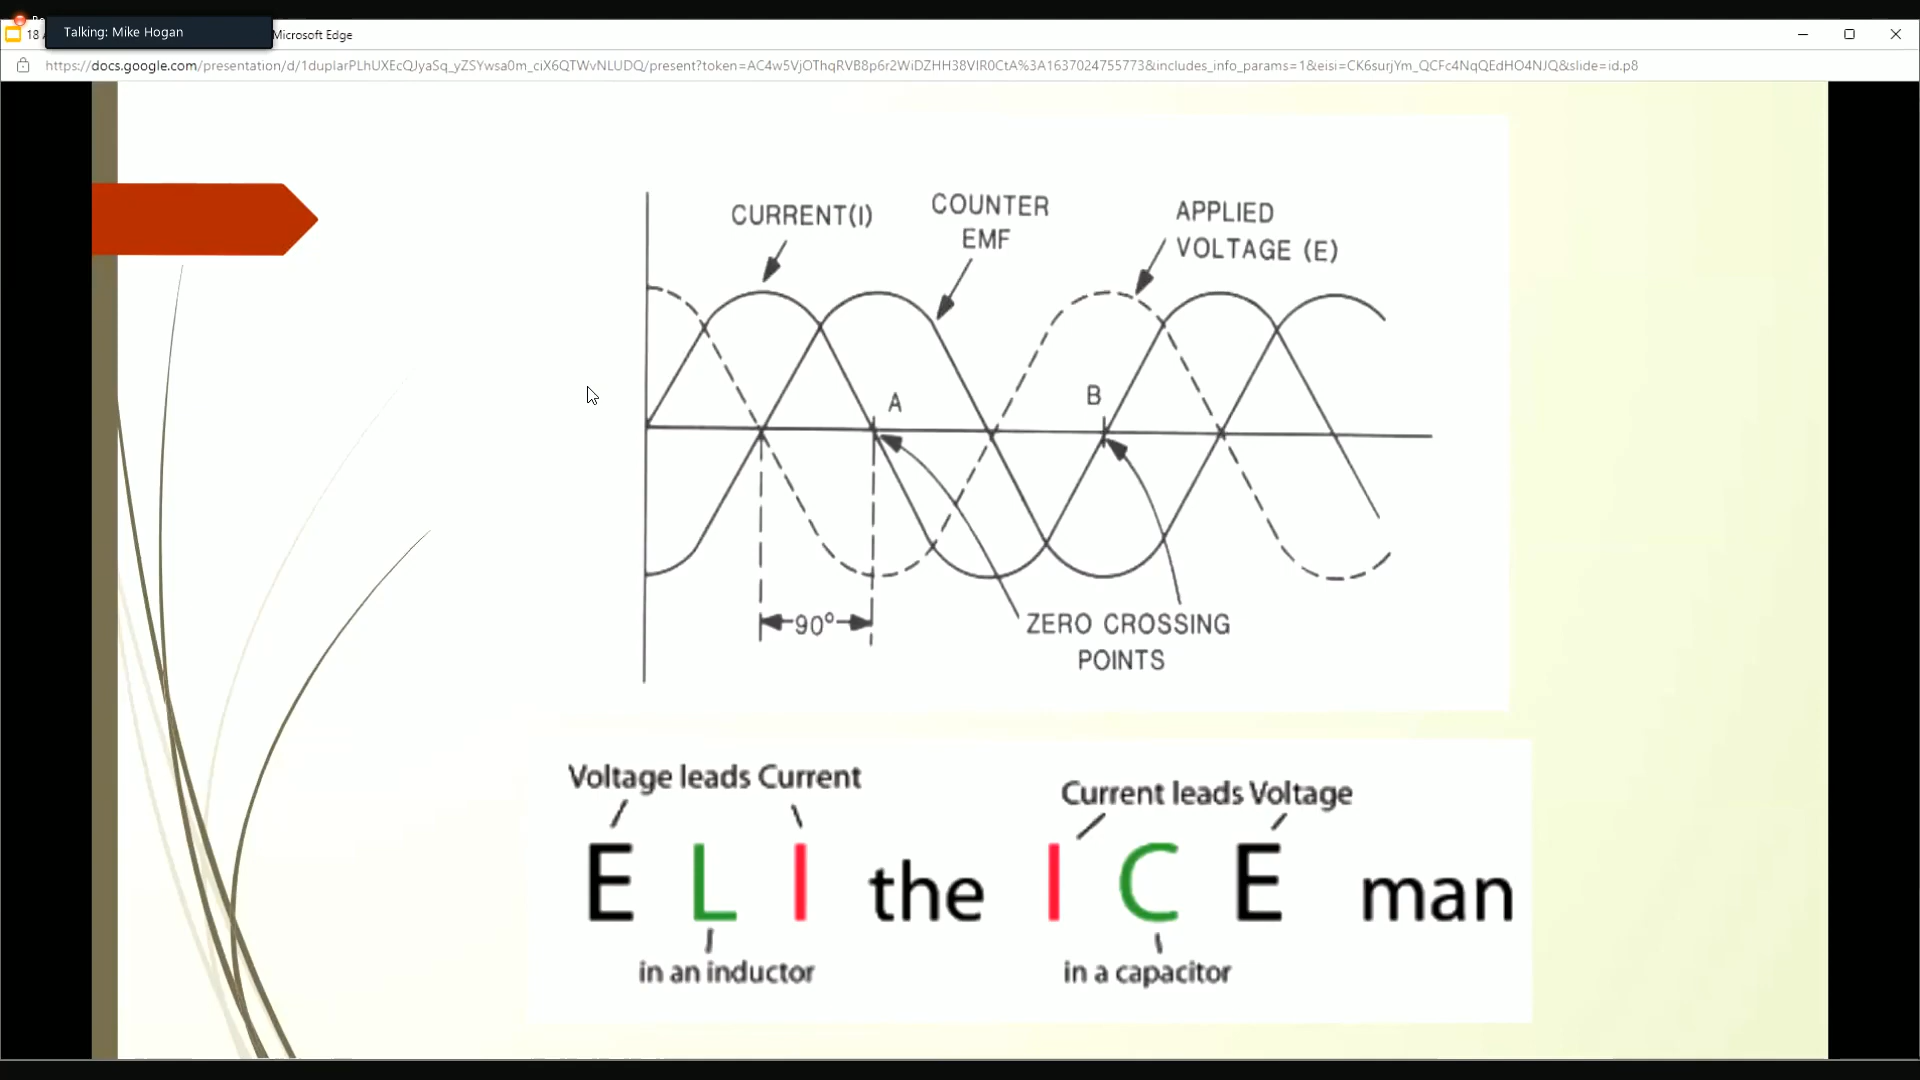 Talking: Mike Hogan
18
Microsoft Edge
https://docs.google.com/presentation/d/1duplarPLhUXEcQJyaSq_yZSYwsa0m_ciX6QTWvNLUDQ/present?token=AC4w5VjOThqRVB8p6r2WiDZHH38VIR0CtA%3A1637024755773&includes_info_params=1&eisi=CK6surjYm_QCFc4NqQEdHO4NJQ&slide=id.p8
CURRENT(I)
COUNTER
EMF
APPLIED
VOLTAGE (E)
A
B
90°
ZERO CROSSING
POINTS
Voltage leads Current
Current leads Voltage
E L I the I C E man
in an inductor
in a capacitor